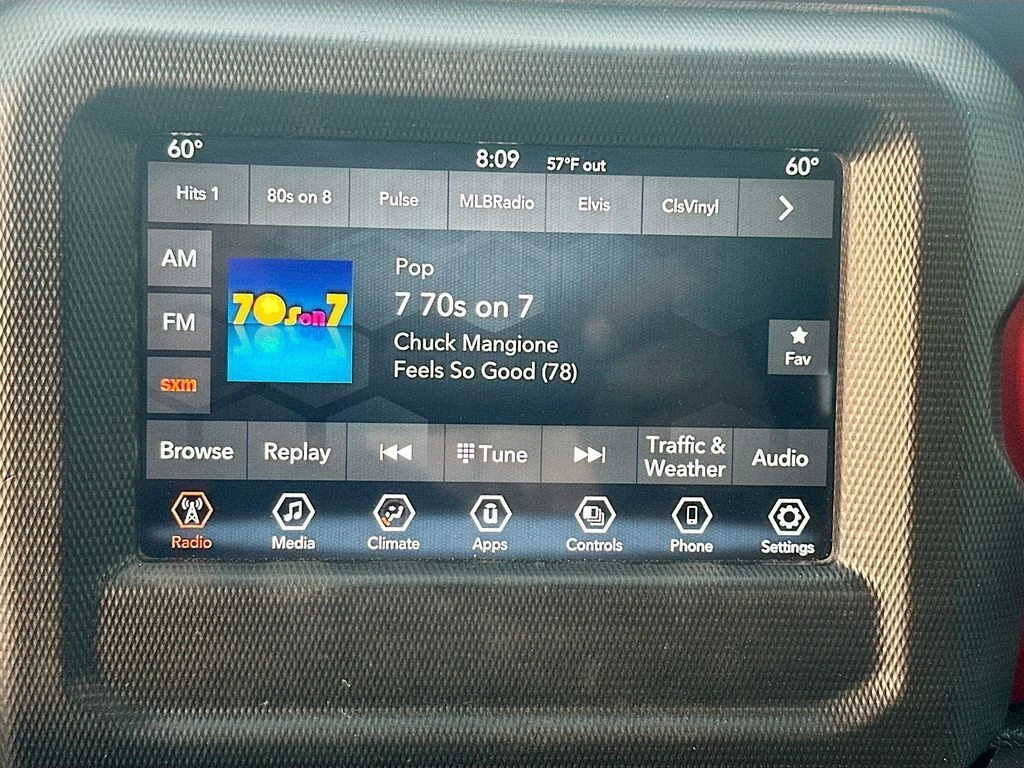 60°
8:09
57°F out
60°
Hits 1
80s on 8
Pulse
MLBRadio
Elvis
ClsVinyl
AM
FM
sxm
70s on 7
Pop
7 70s on 7
Chuck Mangione
Feels So Good (78)
Fav
Browse
Replay
Tune
Traffic &
Weather
Audio
Radio
Media
Climate
Apps
Controls
Phone
Settings